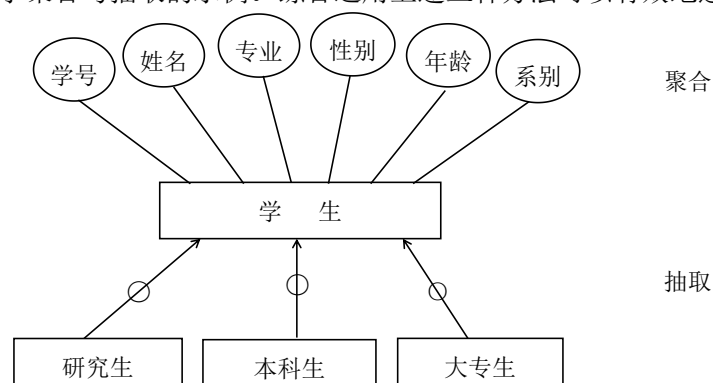 学号 姓名 专业 性别 年龄 系别 聚合
学 生
抽取
研究生 本科生 大专生